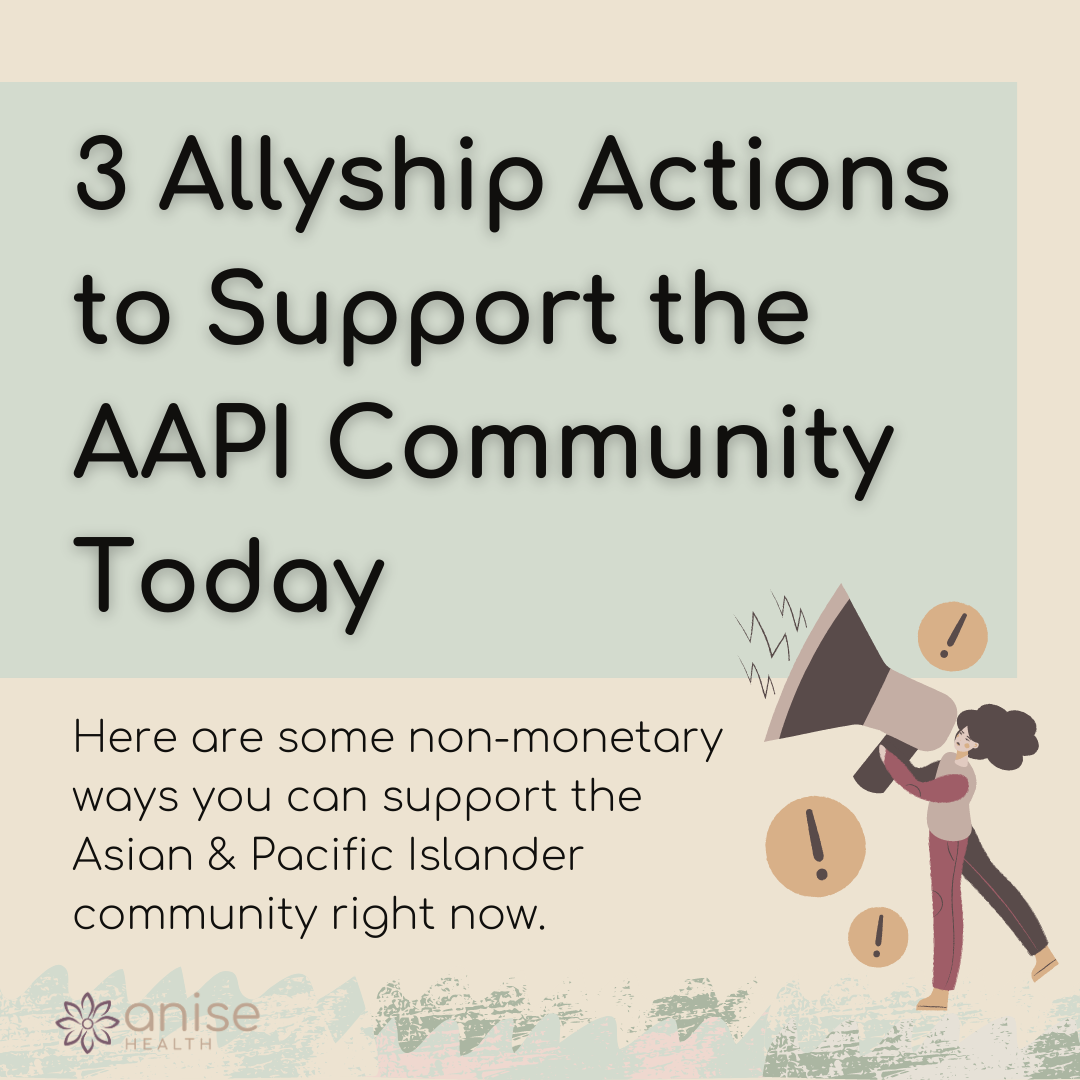 3 Allyship Actions
to Support the
AAPI Community
Today
Here are some non-monetary
ways you can support the
Asian & Pacific Islander
community right now.
anise
HEALTH